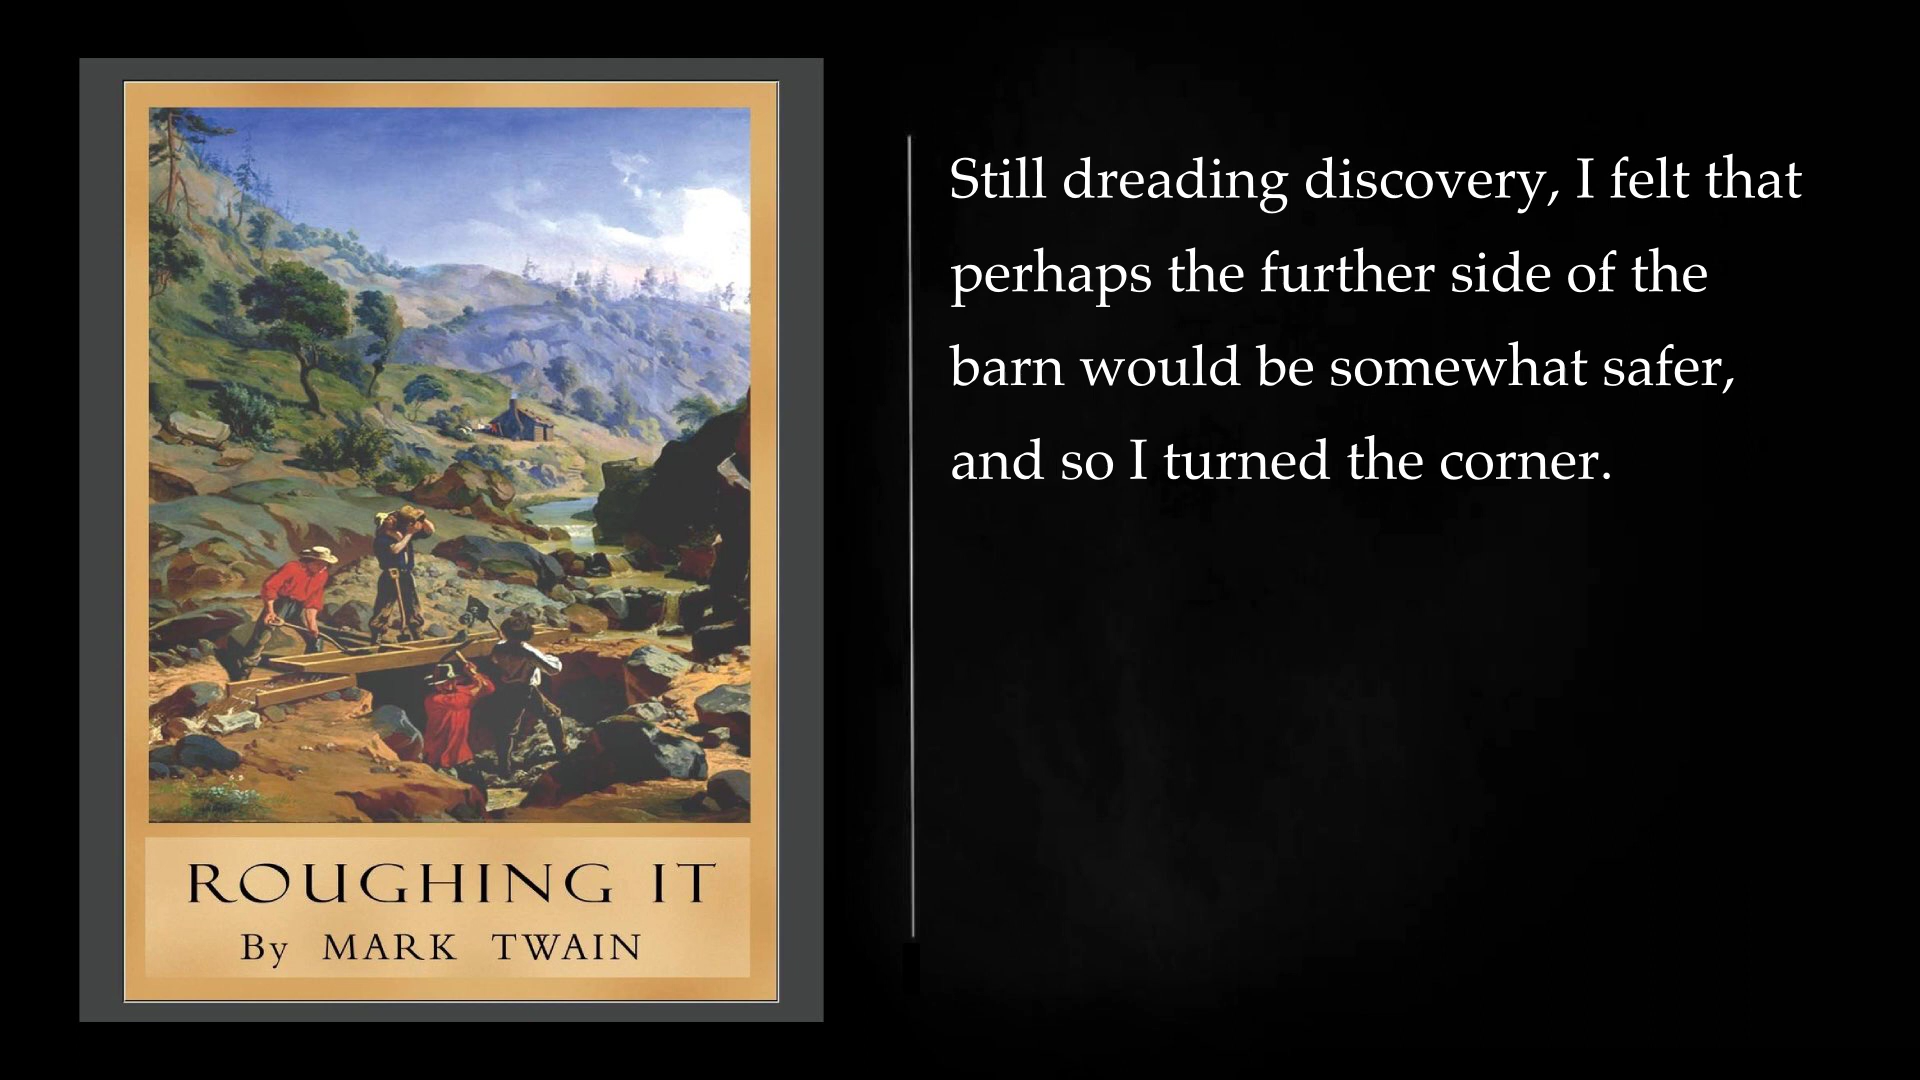 ROUGHING IT
By MARK TWAIN
Still dreading discovery, I felt that
perhaps the further side of the
barn would be somewhat safer,
and so I turned the corner.